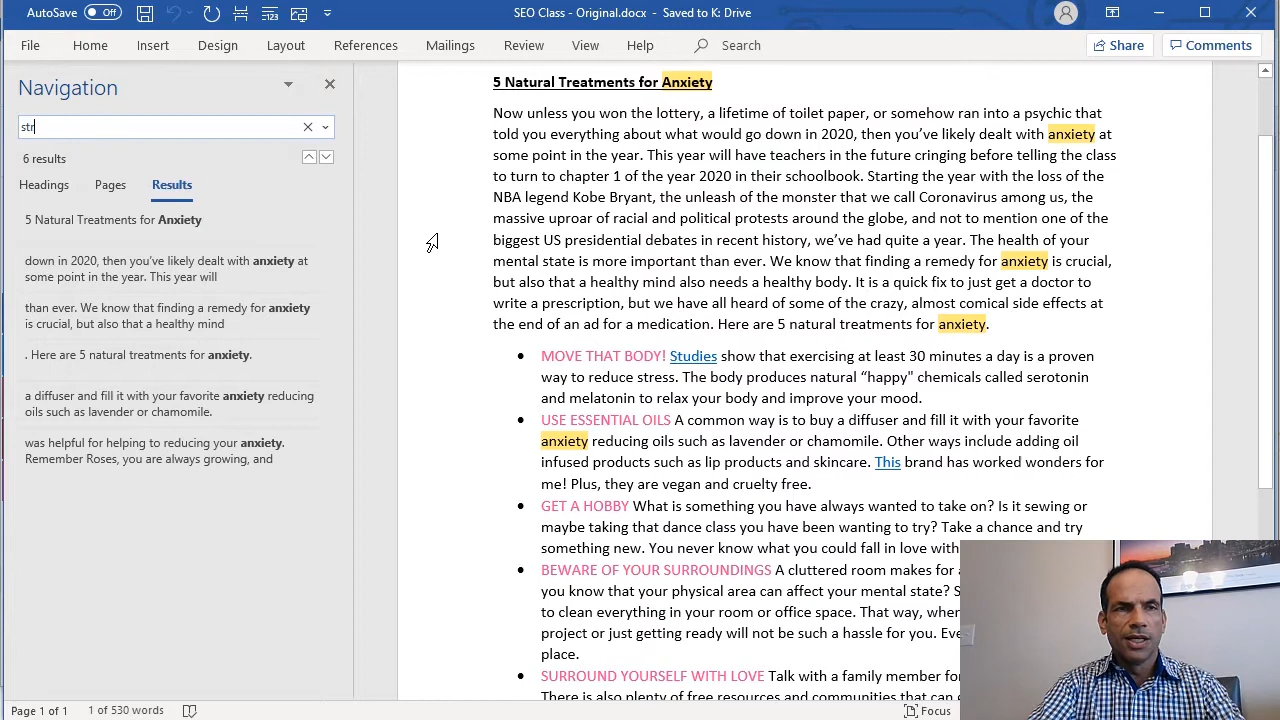 AutoSave Off SEO Class - Original.docx - Saved to K: Drive
File Home Insert Design Layout References Mailings Review View Help Search Share Comments
Navigation
str
6 results
Headings Pages Results
5 Natural Treatments for Anxiety
down in 2020, then you've likely dealt with anxiety at
some point in the year. This year will
than ever. We know that finding a remedy for anxiety
is crucial, but also that a healthy mind
. Here are 5 natural treatments for anxiety.
a diffuser and fill it with your favorite anxiety reducing
oils such as lavender or chamomile.
was helpful for helping to reducing your anxiety.
Remember Roses, you are always growing, and
5 Natural Treatments for Anxiety
Now unless you won the lottery, a lifetime of toilet paper, or somehow ran into a psychic that
told you everything about what would go down in 2020, then you've likely dealt with anxiety at
some point in the year. This year will have teachers in the future cringing before telling the class
to turn to chapter 1 of the year 2020 in their schoolbook. Starting the year with the loss of the
NBA legend Kobe Bryant, the unleash of the monster that we call Coronavirus among us, the
massive uproar of racial and political protests around the globe, and not to mention one of the
biggest US presidential debates in recent history, we've had quite a year. The health of your
mental state is more important than ever. We know that finding a remedy for anxiety is crucial,
but also that a healthy mind also needs a healthy body. It is a quick fix to just get a doctor to
write a prescription, but we have all heard of some of the crazy, almost comical side effects at
the end of an ad for a medication. Here are 5 natural treatments for anxiety.
• MOVE THAT BODY! Studies show that exercising at least 30 minutes a day is a proven
way to reduce stress. The body produces natural “happy" chemicals called serotonin
and melatonin to relax your body and improve your mood.
• USE ESSENTIAL OILS A common way is to buy a diffuser and fill it with your favorite
anxiety reducing oils such as lavender or chamomile. Other ways include adding oil
infused products such as lip products and skincare. This brand has worked wonders for
me! Plus, they are vegan and cruelty free.
• GET A HOBBY What is something you have always wanted to take on? Is it sewing or
maybe taking that dance class you have been wanting to try? Take a chance and try
something new. You never know what you could fall in love with
• BEWARE OF YOUR SURROUNDINGS A cluttered room makes for a
you know that your physical area can affect your mental state? S
to clean everything in your room or office space. That way, when
project or just getting ready will not be such a hassle for you. Eve
place.
• SURROUND YOURSELF WITH LOVE Talk with a family member for
There is also plenty of free resources and communities that can
Page 1 of 1 1 of 530 words Focus